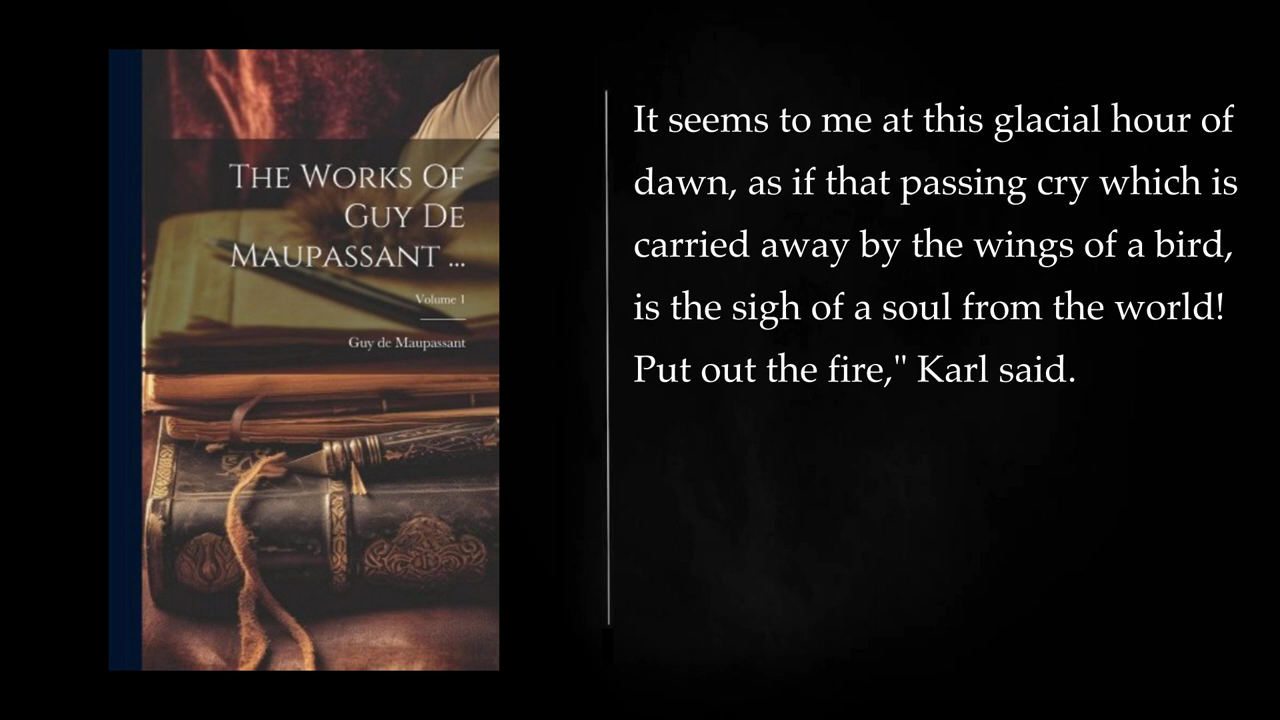 The Works Of
Guy De
Maupassant ...
Volume 1
Guy de Maupassant
It seems to me at this glacial hour of
dawn, as if that passing cry which is
carried away by the wings of a bird,
is the sigh of a soul from the world!
Put out the fire," Karl said.